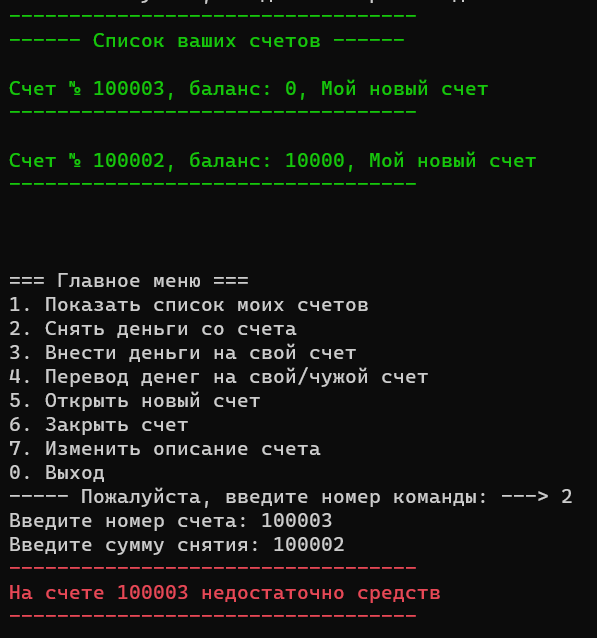 ----------------------------------
------ Список ваших счетов ------
Счет № 100003, баланс: 0, Мой новый счет
----------------------------------
Счет № 100002, баланс: 10000, Мой новый счет
----------------------------------
=== Главное меню ===
1. Показать список моих счетов
2. Снять деньги со счета
3. Внести деньги на свой счет
4. Перевод денег на свой/чужой счет
5. Открыть новый счет
6. Закрыть счет
7. Изменить описание счета
0. Выход
----- Пожалуйста, введите номер команды: ---> 2
Введите номер счета: 100003
Введите сумму снятия: 100002
----------------------------------
На счете 100003 недостаточно средств
----------------------------------